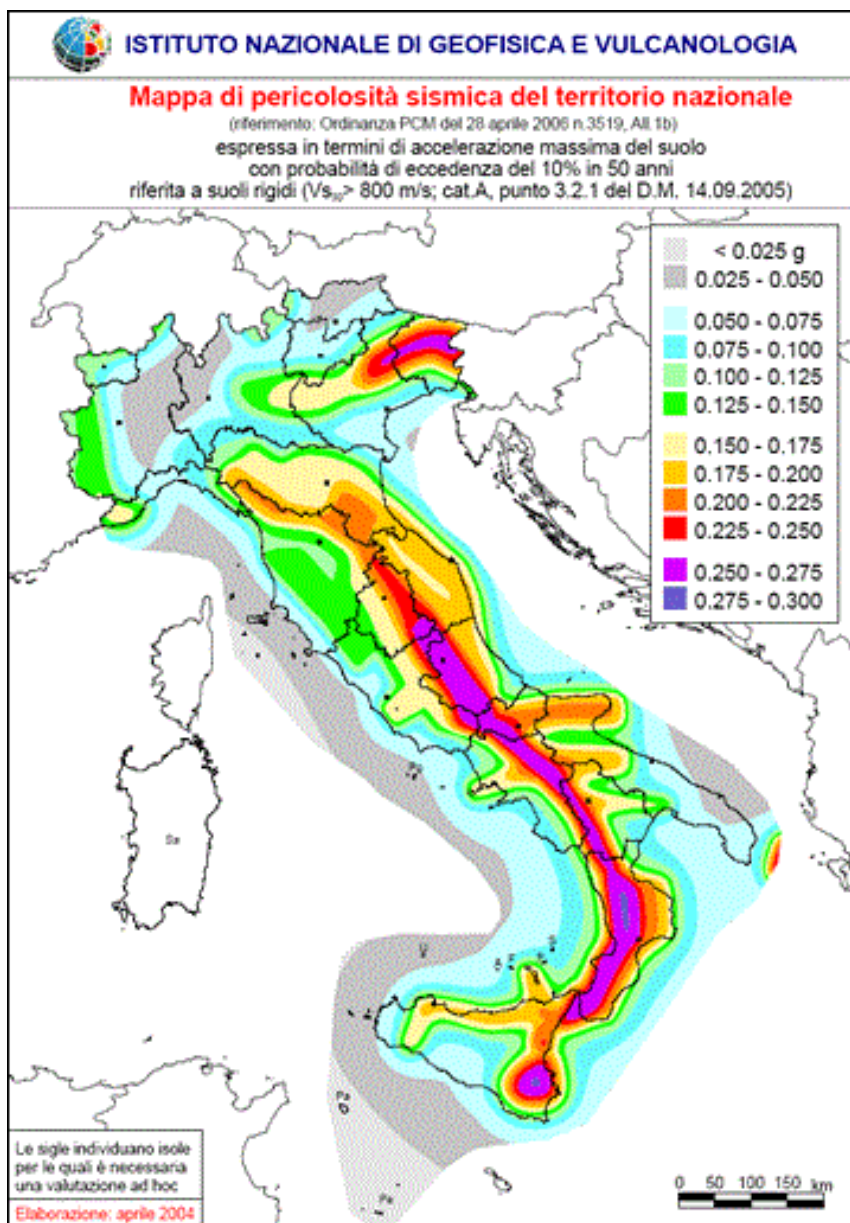 ISTITUTO NAZIONALE DI GEOFISICA E VULCANOLOGIA
Mappa di pericolosità sismica del territorio nazionale
(riferimento: Ordinanza PCM del 28 aprile 2006 n.3519, All.1b)
espressa in termini di accelerazione massima del suolo
con probabilità di eccedenza del 10% in 50 anni
riferita a suoli rigidi (Vs₃₀> 800 m/s; cat.A, punto 3.2.1 del D.M. 14.09.2005)
< 0.025 g
0.025 - 0.050
0.050 - 0.075
0.075 - 0.100
0.100 - 0.125
0.125 - 0.150
0.150 - 0.175
0.175 - 0.200
0.200 - 0.225
0.225 - 0.250
0.250 - 0.275
0.275 - 0.300
Sa
Pa
Pe
Le sigle individuano isole
per le quali è necessaria
una valutazione ad hoc
Elaborazione: aprile 2004
0 50 100 150
km